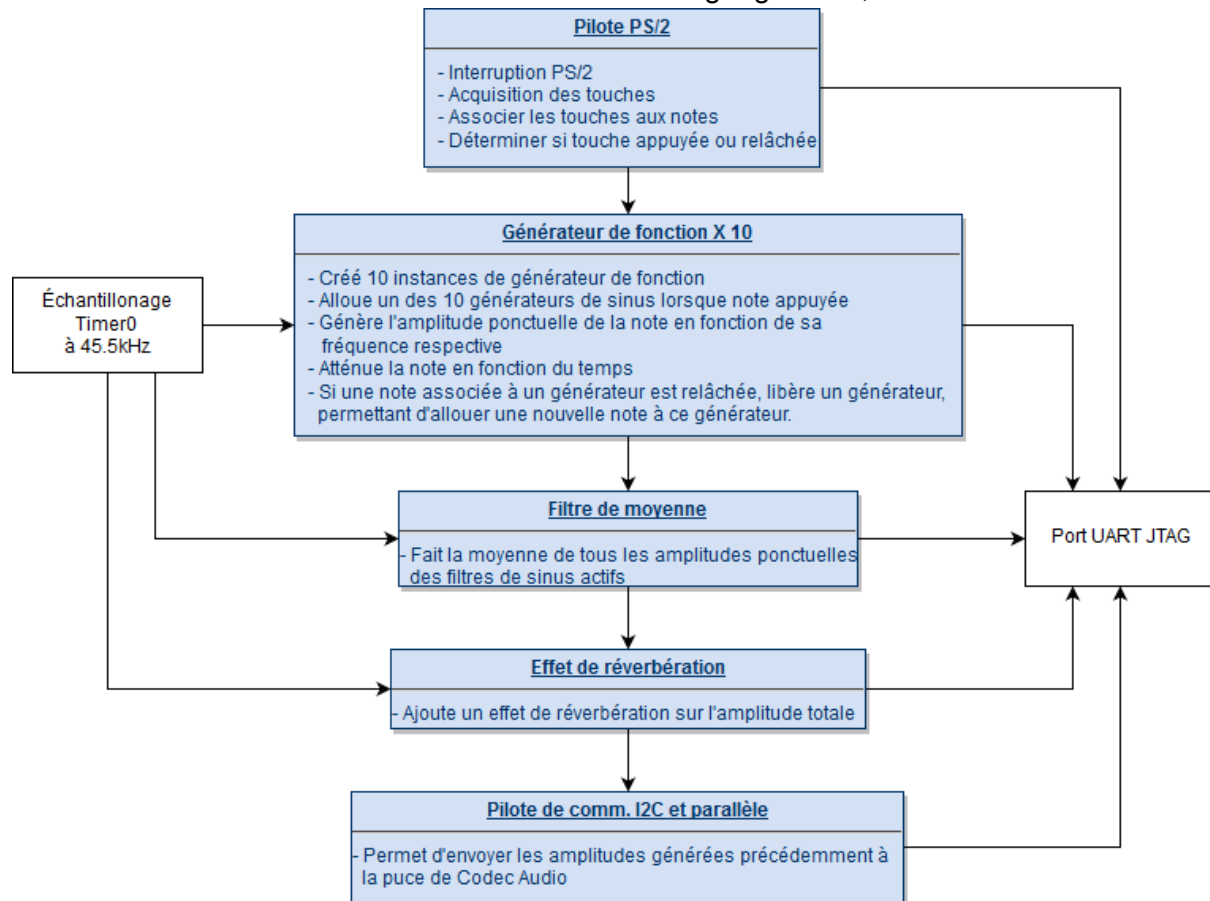 Pilote PS/2
- Interruption PS/2
- Acquisition des touches
- Associer les touches aux notes
- Déterminer si touche appuyée ou relâchée
Générateur de fonction X 10
- Créé 10 instances de générateur de fonction
- Alloue un des 10 générateurs de sinus lorsque note appuyée
- Génère l'amplitude ponctuelle de la note en fonction de sa
fréquence respective
- Atténue la note en fonction du temps
- Si une note associée à un générateur est relâchée, libère un générateur,
permettant d'allouer une nouvelle note à ce générateur.
Échantillonage
Timer0
à 45.5kHz
Filtre de moyenne
- Fait la moyenne de tous les amplitudes ponctuelles
des filtres de sinus actifs
Port UART JTAG
Effet de réverbération
- Ajoute un effet de réverbération sur l'amplitude totale
Pilote de comm. I2C et parallèle
- Permet d'envoyer les amplitudes générées précédemment à
la puce de Codec Audio